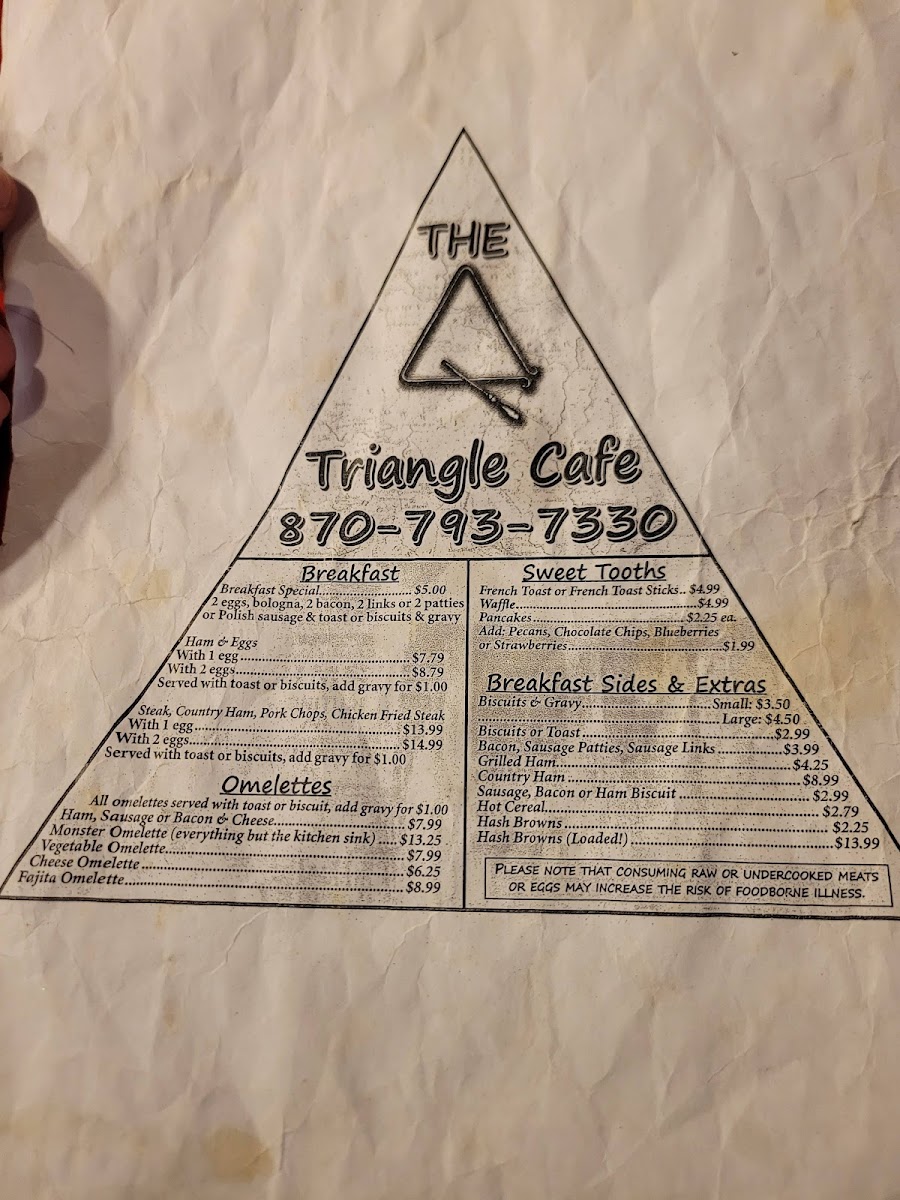 THE
Triangle Cafe
870-793-7330
Breakfast
Breakfast Special..................... $5.00
2 eggs, bologna, 2 bacon, 2 links or 2 patties
or Polish sausage & toast or biscuits & gravy
Ham & Eggs
With 1 egg..................................... $7.79
With 2 eggs..................................... $8.79
Served with toast or biscuits, add gravy for $1.00
Steak, Country Ham, Pork Chops, Chicken Fried Steak
With 1 egg............................................. $13.99
With 2 eggs............................................. $14.99
Served with toast or biscuits, add gravy for $1.00
Omelettes
All omelettes served with toast or biscuit, add gravy for $1.00
Ham, Sausage or Bacon & Cheese............................ $7.99
Monster Omelette (everything but the kitchen sink) ..... $13.25
Vegetable Omelette..................................................... $7.99
Cheese Omelette.......................................................... $6.25
Fajita Omelette............................................................ $8.99
Sweet Tooths
French Toast or French Toast Sticks.. $4.99
Waffle..............................................$4.99
Pancakes.....................................$2.25 ea.
Add: Pecans, Chocolate Chips, Blueberries
or Strawberries....................................$1.99
Breakfast Sides & Extras
Biscuits & Gravy...........................Small: $3.50
..................................................... Large: $4.50
Biscuits or Toast..........................................$2.99
Bacon, Sausage Patties, Sausage Links ...............$3.99
Grilled Ham....................................................$4.25
Country Ham ...................................................$8.99
Sausage, Bacon or Ham Biscuit ............................. $2.99
Hot Cereal............................................................$2.79
Hash Browns .......................................................... $2.25
Hash Browns (Loaded!) .............................................$13.99
PLEASE NOTE THAT CONSUMING RAW OR UNDERCOOKED MEATS
OR EGGS MAY INCREASE THE RISK OF FOODBORNE ILLNESS.